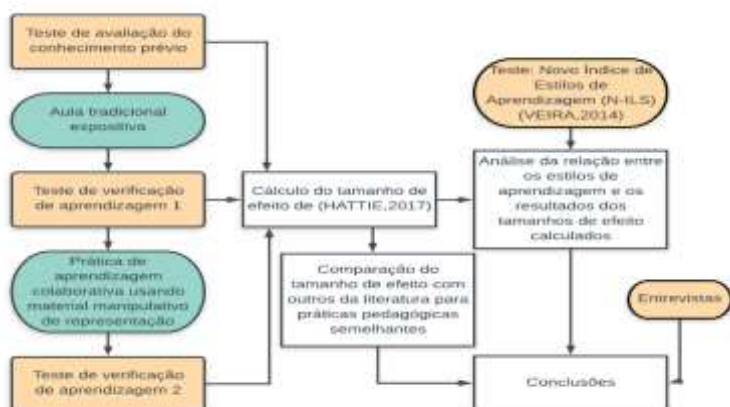 Teste de avaliação do
conhecimento prévio
Aula tradicional
expositiva
Teste de verificação
de aprendizagem 1
Prática de
aprendizagem
colaborativa usando
material manipulativo
de representação
Teste de verificação
de aprendizagem 2
Cálculo do tamanho de
efeito de (HATTIE,2017)
Comparação do
tamanho de efeito com
outros da literatura para
práticas pedagógicas
semelhantes
Teste: Novo Índice de
Estilos de
Aprendizagem (N-ILS)
(VEIRA,2014)
Análise da relação entre
os estilos de
aprendizagem e os
resultados dos
tamanhos de efeito
calculados
Entrevistas
Conclusões